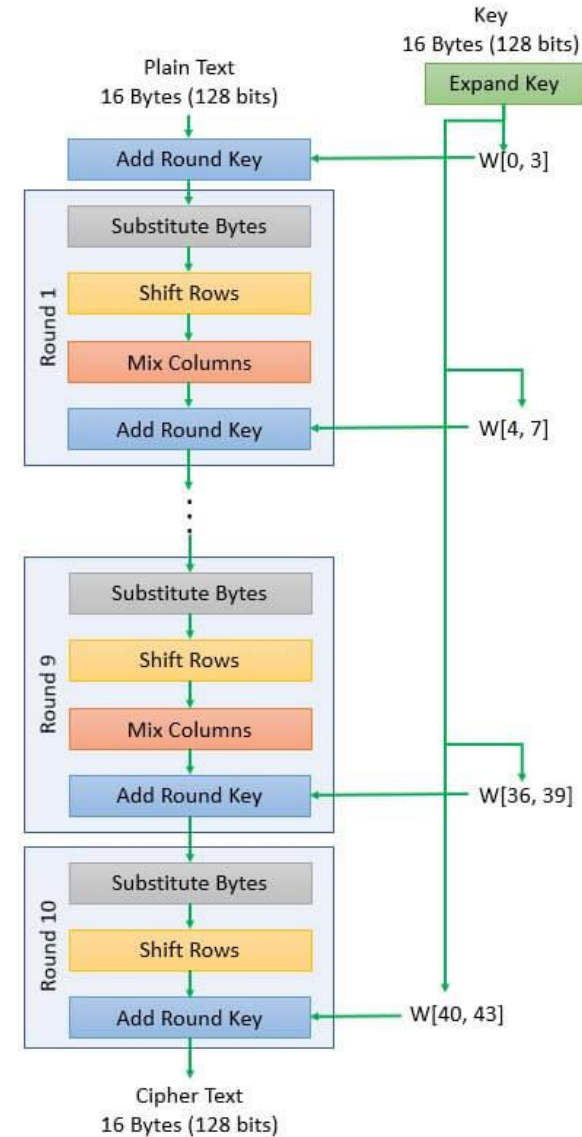 Key
16 Bytes (128 bits)
Expand Key
Plain Text
16 Bytes (128 bits)
Add Round Key
W[0, 3]
Round 1
Substitute Bytes
Shift Rows
Mix Columns
Add Round Key
W[4, 7]
Round 9
Substitute Bytes
Shift Rows
Mix Columns
Add Round Key
W[36, 39]
Round 10
Substitute Bytes
Shift Rows
Add Round Key
W[40, 43]
Cipher Text
16 Bytes (128 bits)